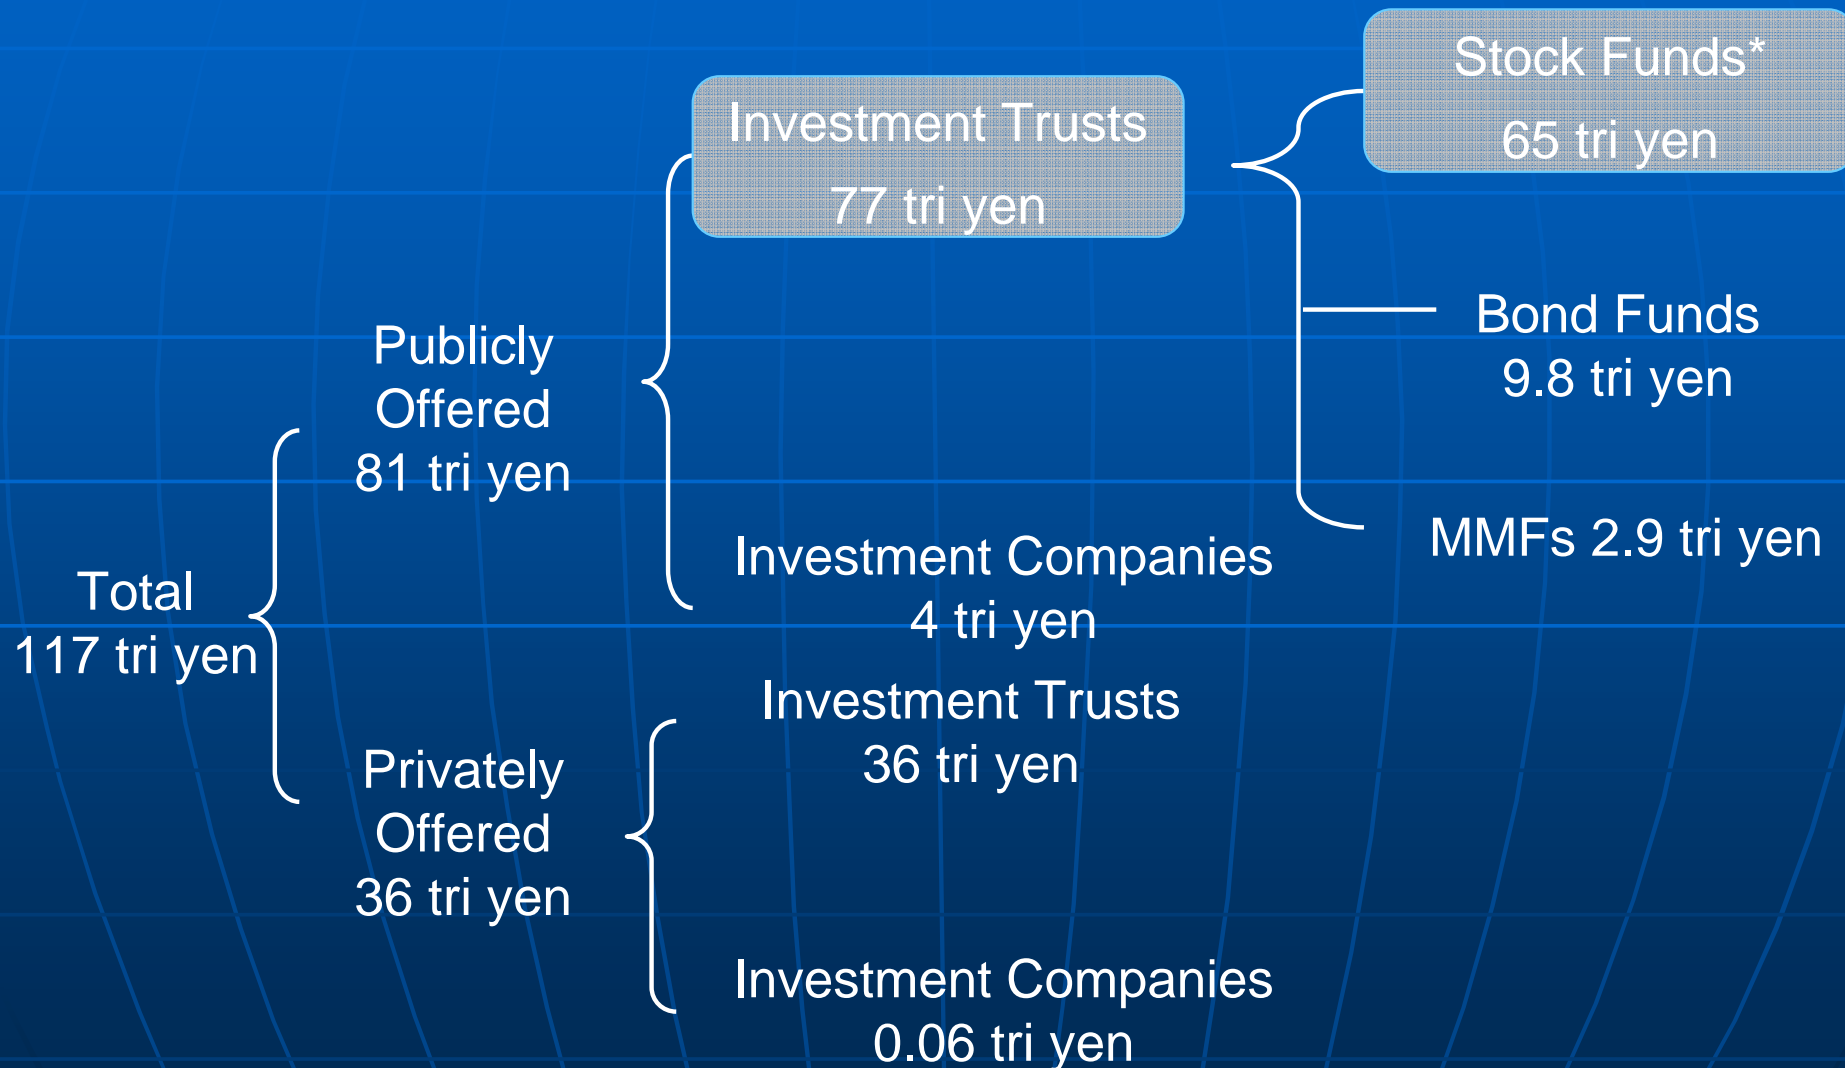 Stock Funds*
65 tri yen
Investment Trusts
77 tri yen
Bond Funds
9.8 tri yen
MMFs 2.9 tri yen
Publicly
Offered
81 tri yen
Investment Companies
4 tri yen
Total
117 tri yen
Investment Trusts
36 tri yen
Privately
Offered
36 tri yen
Investment Companies
0.06 tri yen